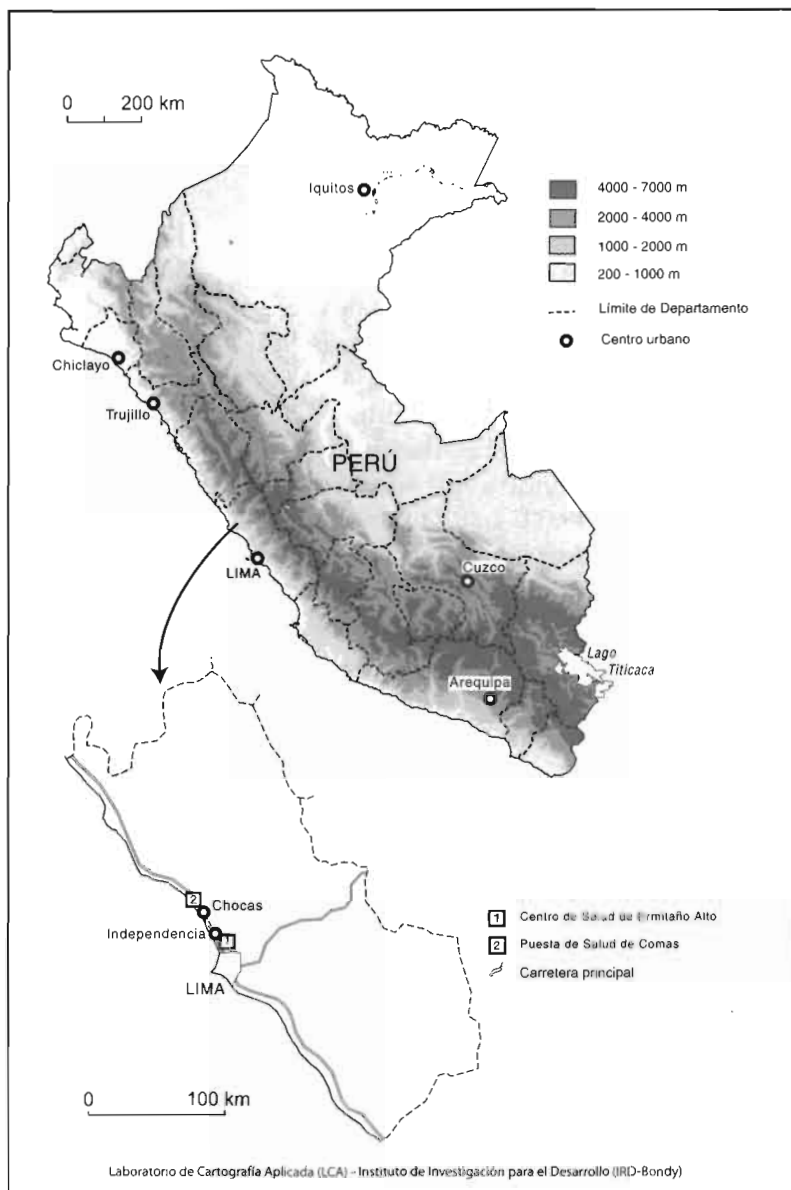 0 200 km
Iquitos
4000 - 7000 m
2000 - 4000 m
1000 - 2000 m
200 - 1000 m
Límite de Departamento
Centro urbano
Chiclayo
Trujillo
PERÚ
LIMA
Cuzco
Lago
Titicaca
Arequipa
2
Chocas
Independencia
1
LIMA
1 Centro de Salud de Ermitaño Alto
2 Puesta de Salud de Comas
Carretera principal
0 100 km
Laboratorio de Cartografía Aplicada (LCA) - Instituto de Investigación para el Desarrollo (IRD-Bondy)